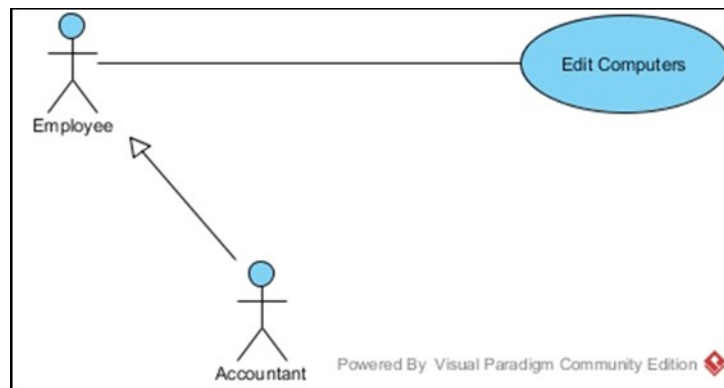 Edit Computers
Employee
Accountant
Powered By Visual Paradigm Community Edition